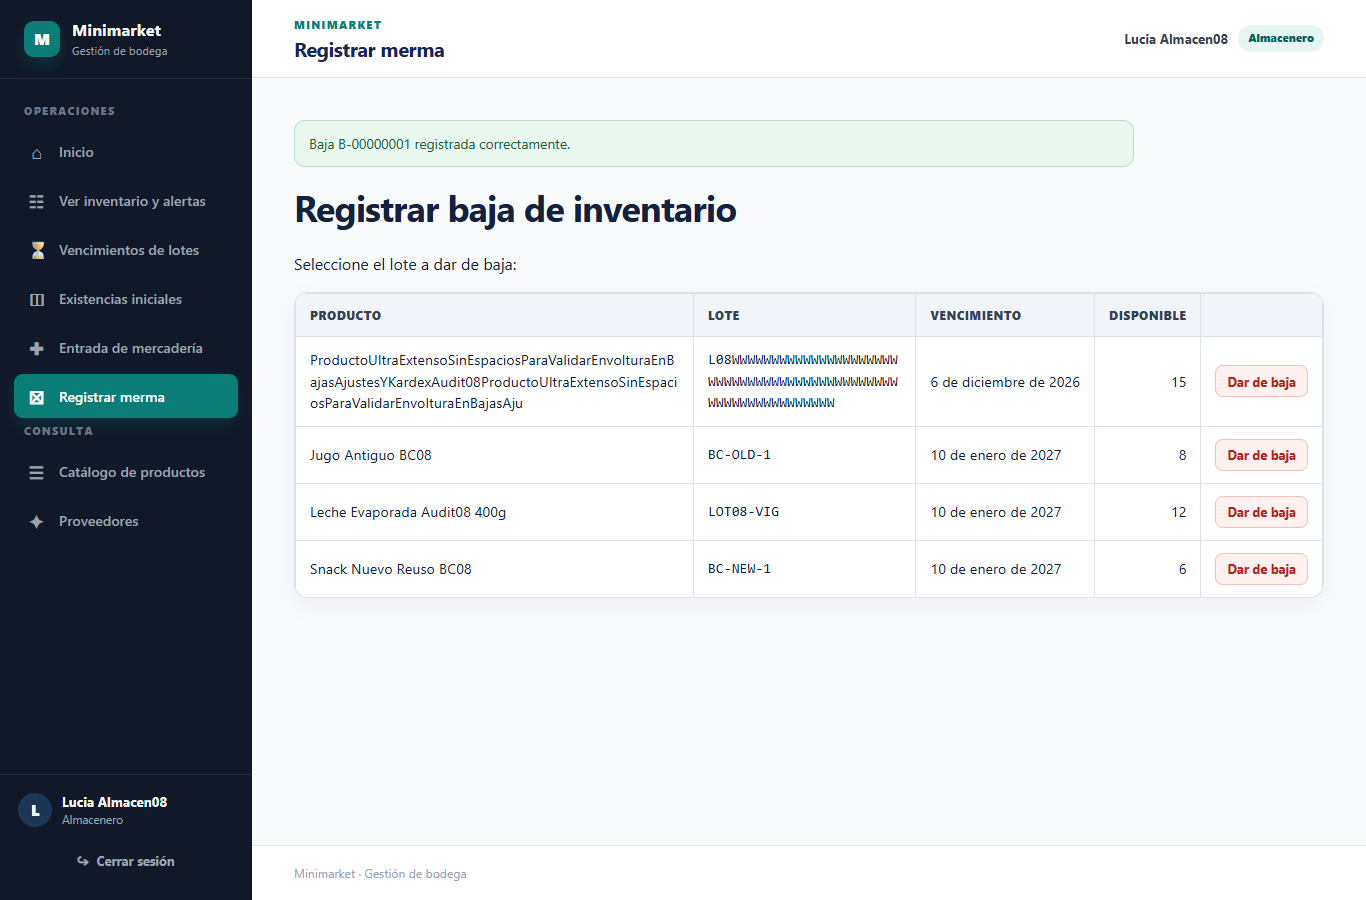 M
Minimarket
Gestión de bodega
OPERACIONES
Inicio
Ver inventario y alertas
Vencimientos de lotes
Existencias iniciales
Entrada de mercadería
Registrar merma
CONSULTA
Catálogo de productos
Proveedores
L
Lucia Almacen08
Almacenero
Cerrar sesión
MINIMARKET
Registrar merma
Lucia Almacen08 Almacenero
Baja B-00000001 registrada correctamente.
Registrar baja de inventario
Seleccione el lote a dar de baja:
PRODUCTO LOTE VENCIMIENTO DISPONIBLE
ProductoUltraExtensoSinEspaciosParaValidarEnvolturaEnB
ajasAjustesYKardexAudit08ProductoUltraExtensoSinEspaci
osParaValidarEnvolturaEnBajasAju
L08WWWWWWWWWWWWWWWWWWWWW
WWWWWWWWWWWWWWWWWWWWWWWW
WWWWWWWWWWWWWWWW
6 de diciembre de 2026 15 Dar de baja
Jugo Antiguo BC08 BC-OLD-1 10 de enero de 2027 8 Dar de baja
Leche Evaporada Audit08 400g LOT08-VIG 10 de enero de 2027 12 Dar de baja
Snack Nuevo Reuso BC08 BC-NEW-1 10 de enero de 2027 6 Dar de baja
Minimarket · Gestión de bodega